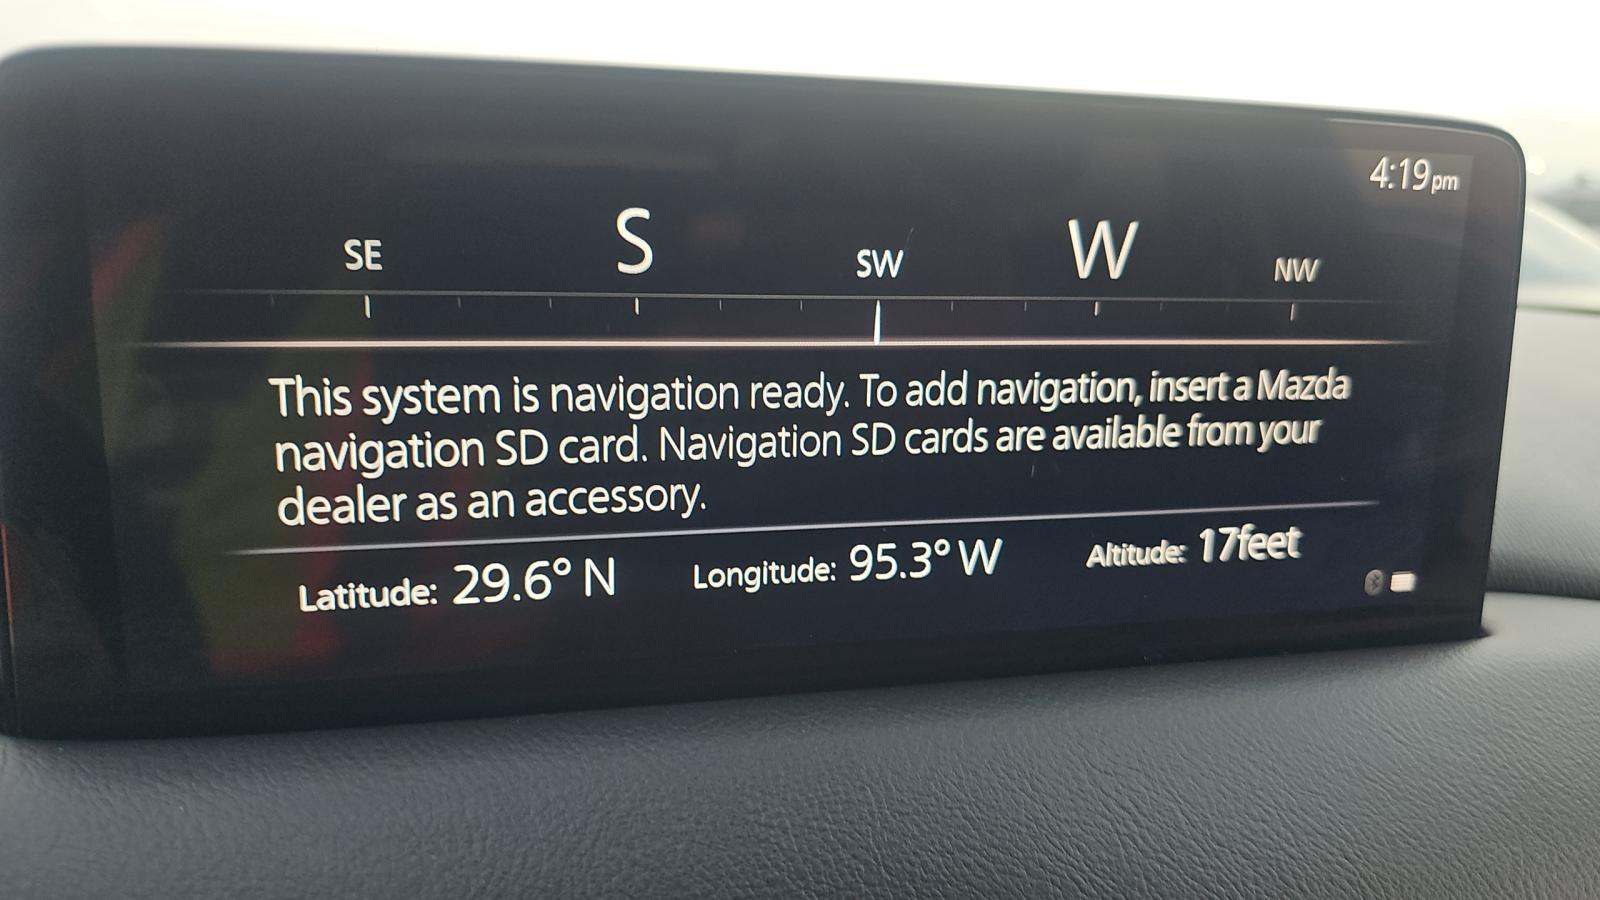 4:19pm
SE S SW W NW
This system is navigation ready. To add navigation, insert a Mazda
navigation SD card. Navigation SD cards are available from your
dealer as an accessory.
Latitude: 29.6° N Longitude: 95.3° W Altitude: 17feet